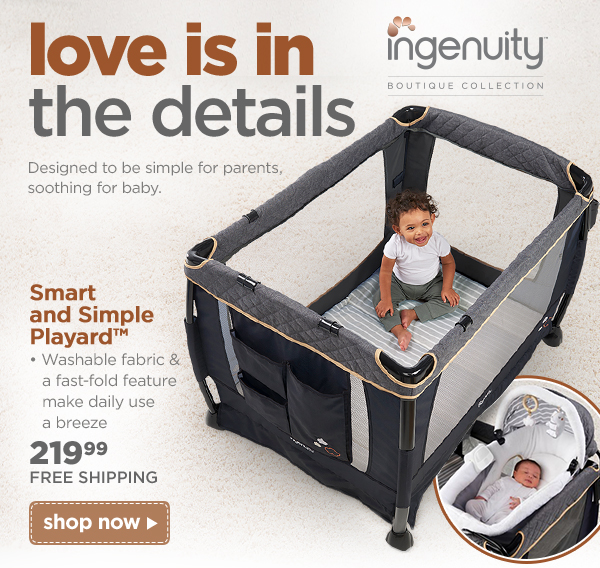 love is in
the details
ingenuity™
BOUTIQUE COLLECTION
Designed to be simple for parents,
soothing for baby.
Smart
and Simple
Playard™
• Washable fabric &
a fast-fold feature
make daily use
a breeze
219⁹⁹
FREE SHIPPING
shop now ▶